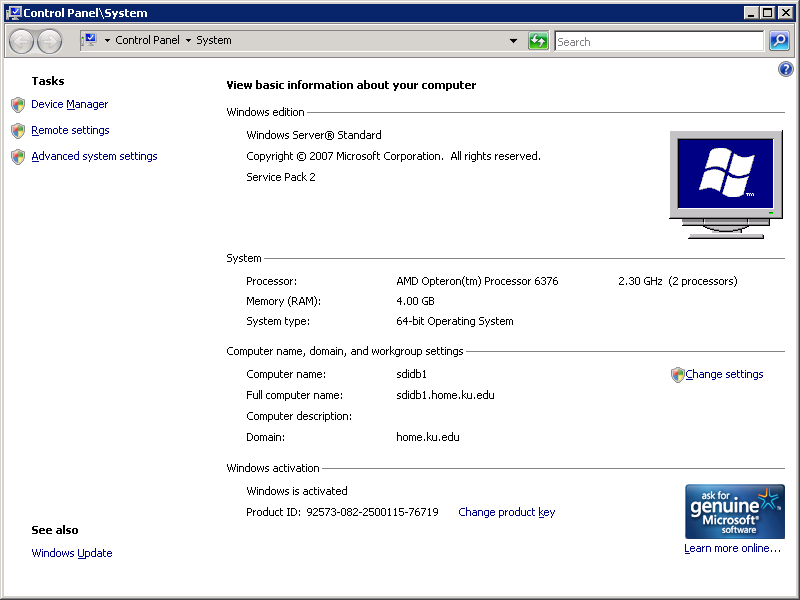 Control Panel\System
Control Panel System
Search
Tasks
Device Manager
Remote settings
Advanced system settings
See also
Windows Update
View basic information about your computer
Windows edition
Windows Server® Standard
Copyright © 2007 Microsoft Corporation. All rights reserved.
Service Pack 2
TM
System
Processor: AMD Opteron(tm) Processor 6376 2.30 GHz (2 processors)
Memory (RAM): 4.00 GB
System type: 64-bit Operating System
Computer name, domain, and workgroup settings
Computer name: sdidb1
Change settings
Full computer name: sdidb1.home.ku.edu
Computer description:
Domain: home.ku.edu
Windows activation
Windows is activated
Product ID: 92573-082-2500115-76719 Change product key
ask for
genuine
Microsoft®
software
Learn more online...